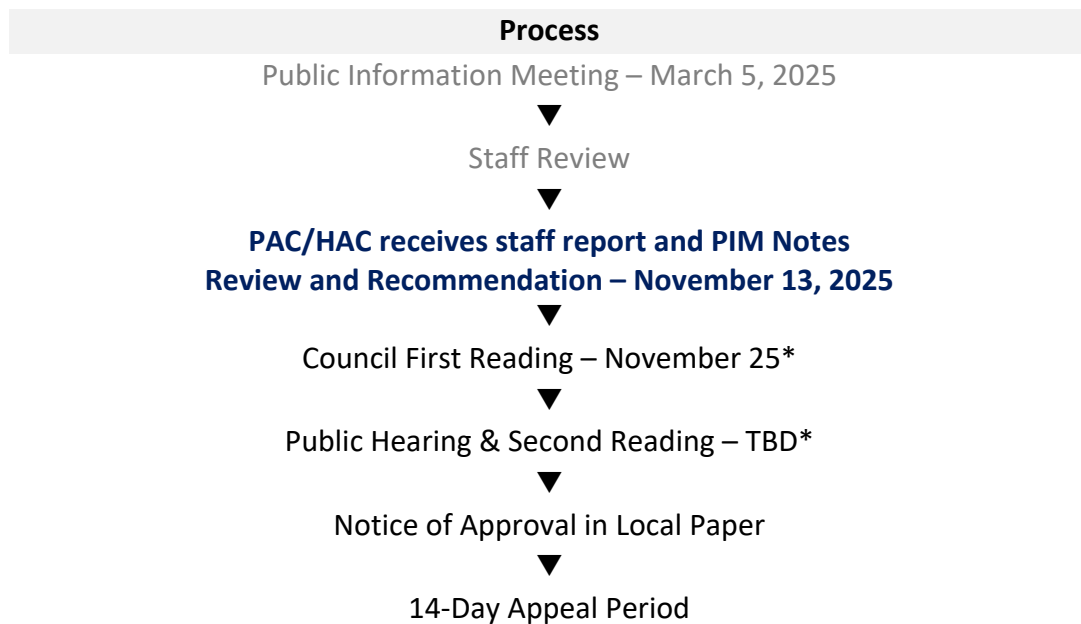 Process
Public Information Meeting – March 5, 2025
Staff Review
PAC/HAC receives staff report and PIM Notes
Review and Recommendation – November 13, 2025
Council First Reading – November 25*
Public Hearing & Second Reading – TBD*
Notice of Approval in Local Paper
14-Day Appeal Period